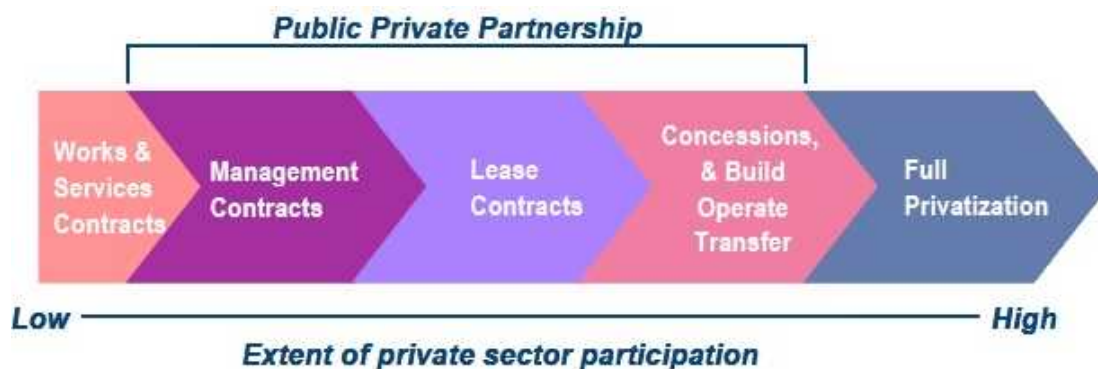 Public Private Partnership
Works &
Services
Contracts
Management
Contracts
Lease
Contracts
Concessions,
& Build
Operate
Transfer
Full
Privatization
Low
High
Extent of private sector participation